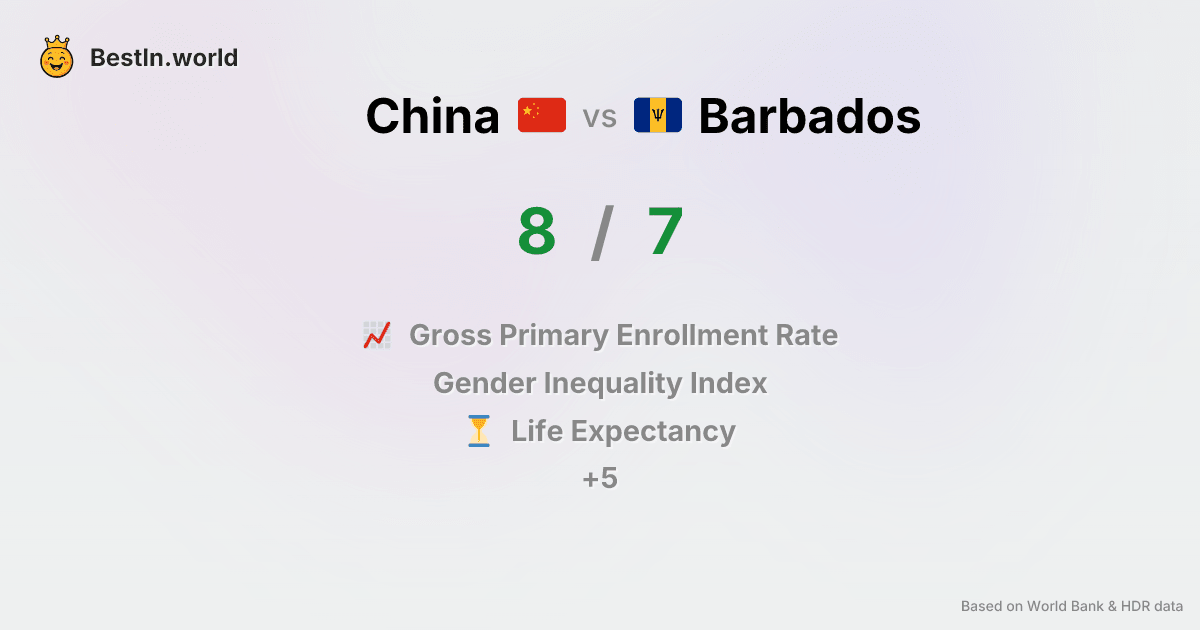 BestIn.world
China vs Barbados
8 / 7
Gross Primary Enrollment Rate
Gender Inequality Index
Life Expectancy
+5
Based on World Bank & HDR data